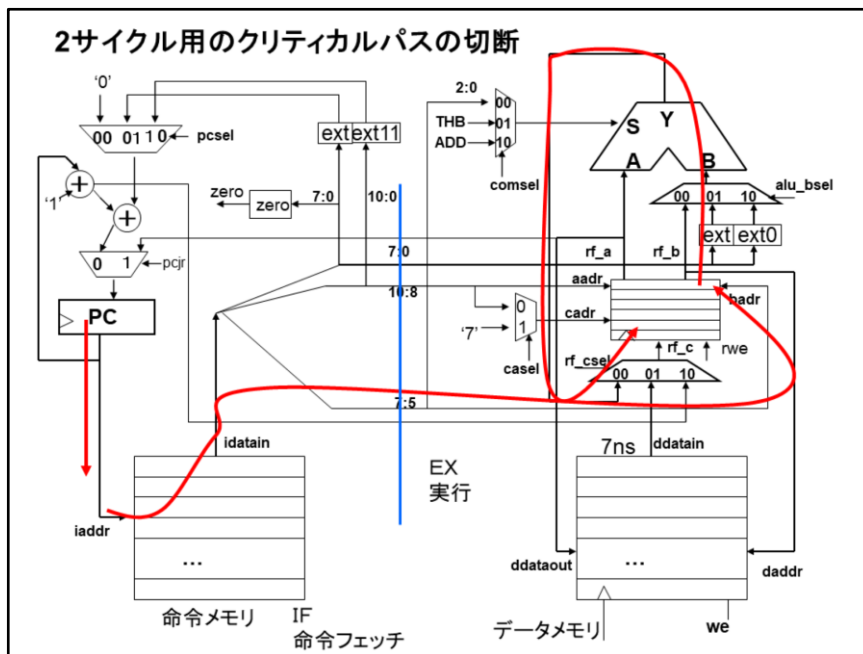 2サイクル用のクリティカルパスの切断
'0'
00 01 1 0
pcsel
'1'
+
+
0 1
pcjr
PC
zero
zero
7:0
ext
ext11
10:0
2:0
THB
ADD
00
01
10
comsel
S
Y
A
B
00 01 10
alu_bsel
ext
ext0
7:0
rf_a
rf_b
aadr
badr
10:8
cadr
'7'
0
1
casel
rf_csel
rf_c
rwe
00 01 10
7:5
idatain
7ns
ddatain
EX
実行
iaddr
...
...
ddataout
daddr
命令メモリ
IF
命令フェッチ
データメモリ
we